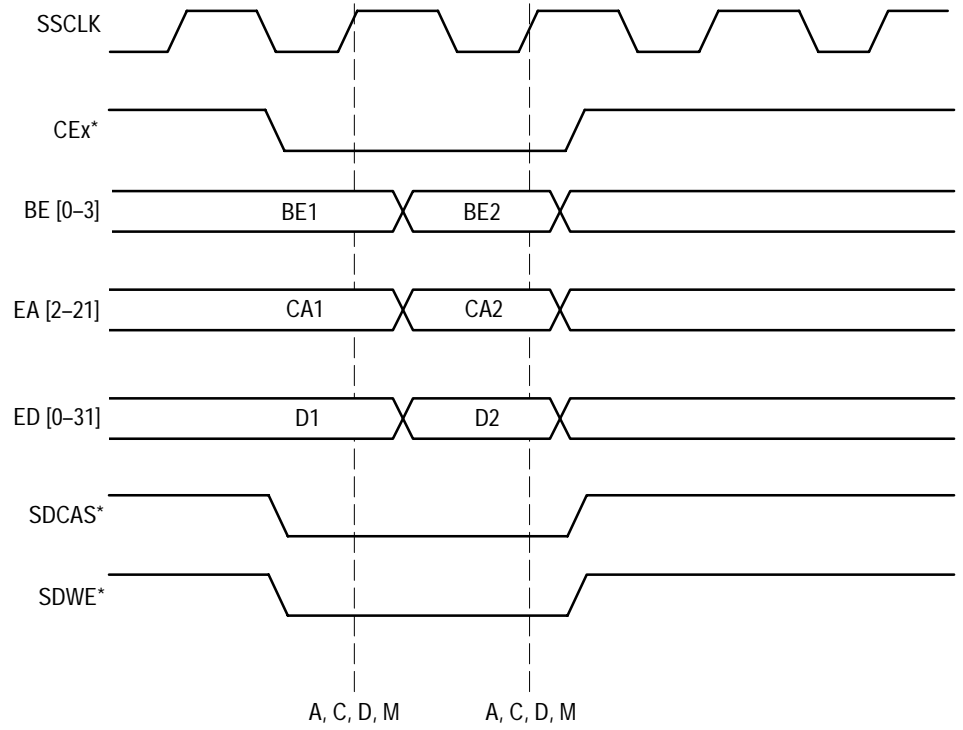 SSCLK
CEx*
BE [0–3] BE1 BE2
EA [2–21] CA1 CA2
ED [0–31] D1 D2
SDCAS*
SDWE*
A, C, D, M A, C, D, M